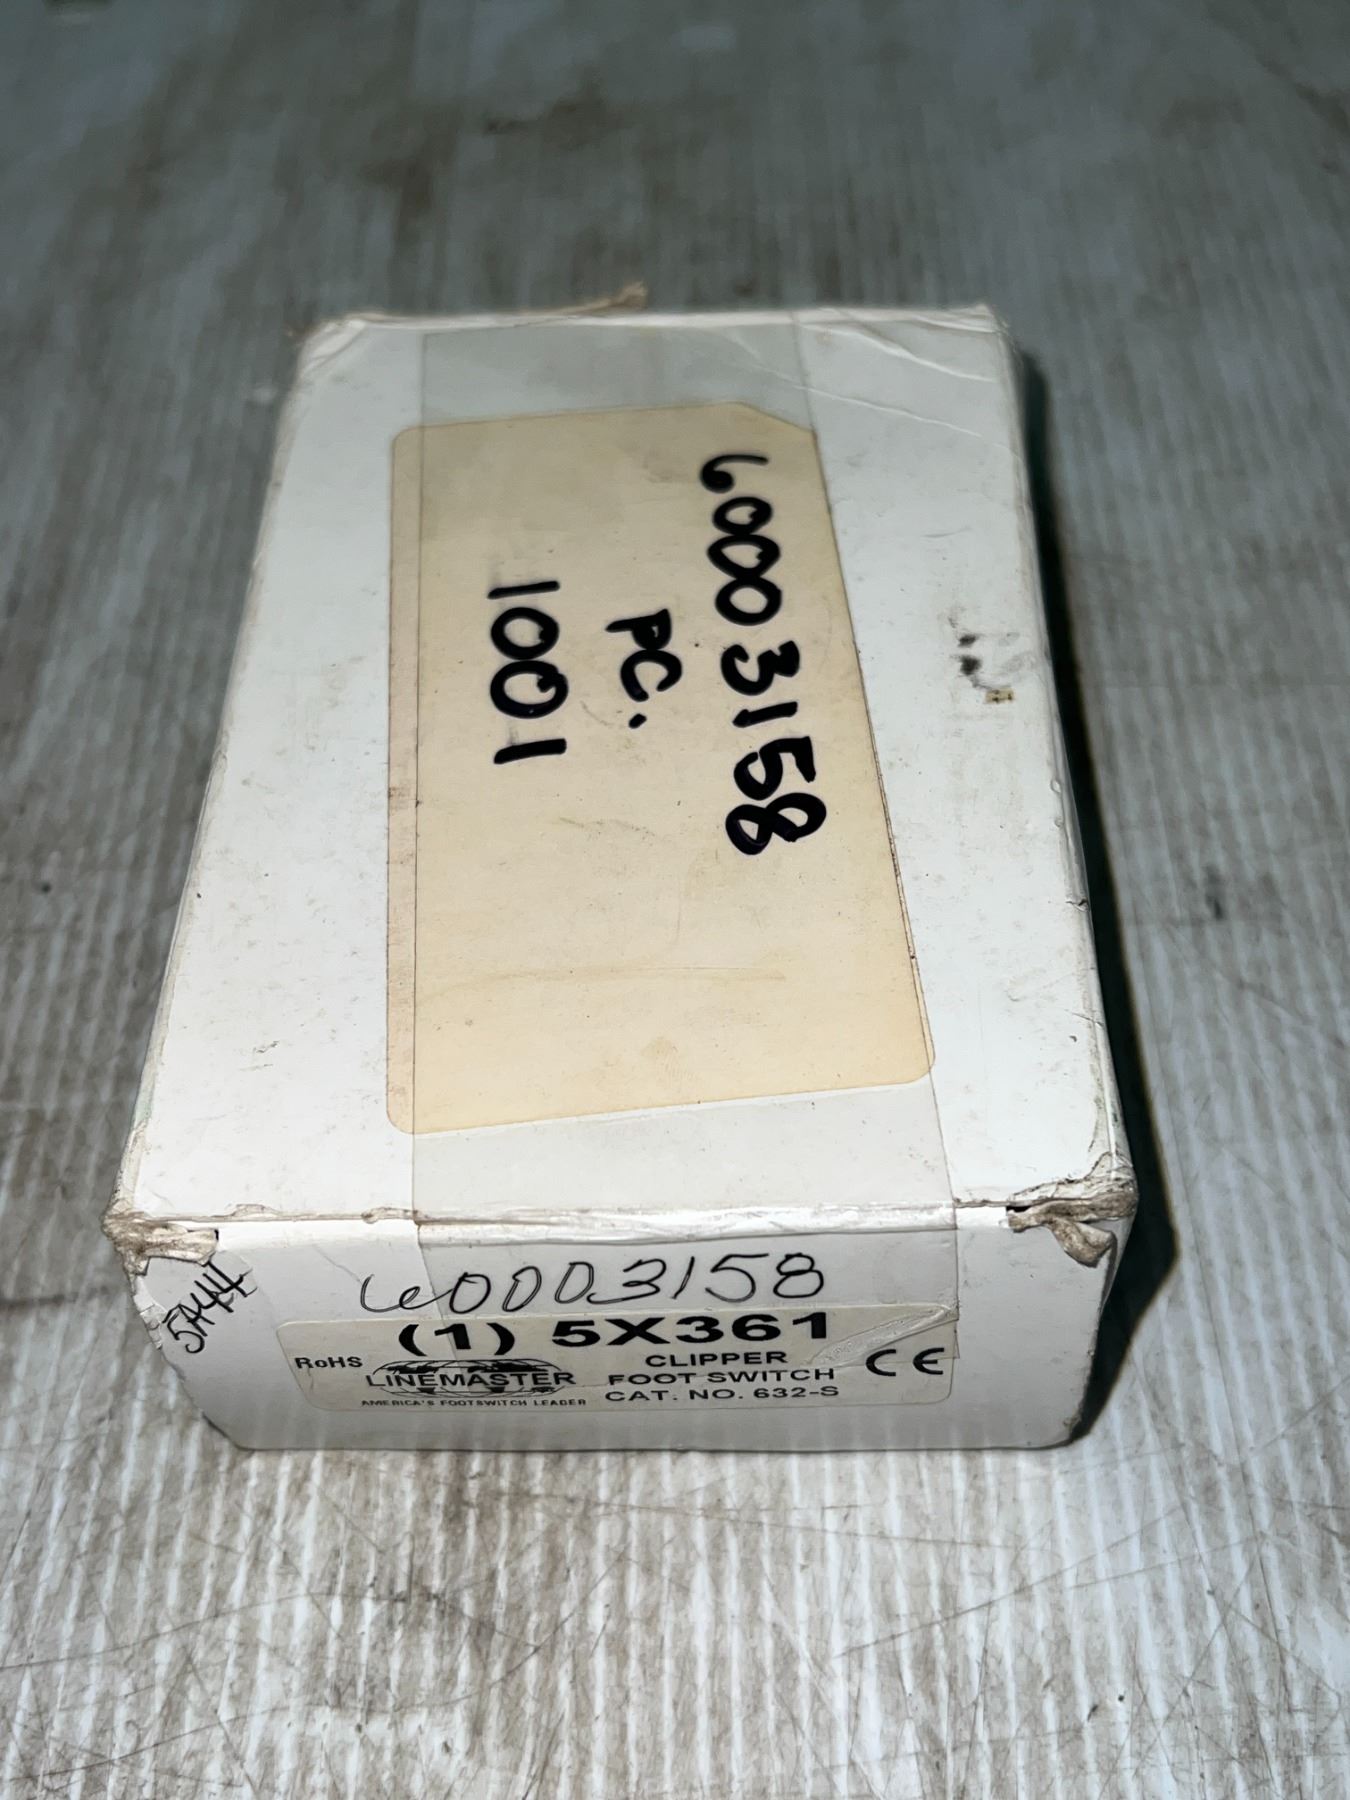 60003158
PC.
1001
60003158
5A44
(1) 5X361
RoHS
LINEMASTER
AMERICA'S FOOTSWITCH LEADER
CLIPPER
FOOT SWITCH
CAT. NO. 632-S
CE